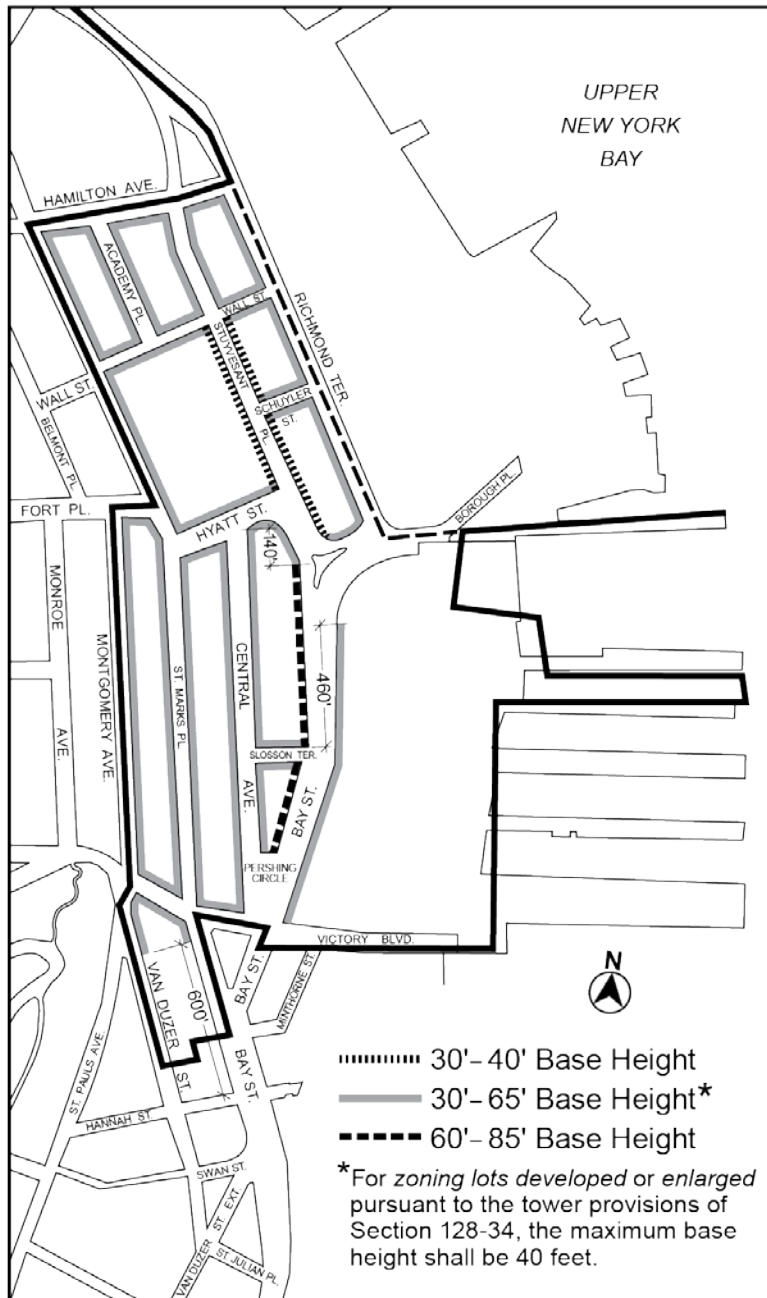 UPPER
NEW YORK
BAY
HAMILTON AVE.
ACADEMY PL.
WALL ST.
STUYVESANT
PL.
RICHMOND TER.
SCHUYLER
ST.
WALL ST.
BELMONT PL.
FORT PL.
HYATT ST.
BOROUGH PL.
140'
MONROE
AVE.
MONTGOMERY AVE.
ST. MARKS PL
CENTRAL
AVE.
460'
SLOSSON TER.
BAY ST.
PERSHING
CIRCLE
VICTORY BLVD.
VAN DUZER
ST.
600'
BAY ST.
MINTHORNE ST.
BAY ST.
ST. PAULS AVE.
HANNAH ST.
SWAN ST.
VAN DUZER
ST. EXT.
ST JULIAN PL.
N
30'-40' Base Height
30'-65' Base Height*
60'-85' Base Height
*For zoning lots developed or enlarged
pursuant to the tower provisions of
Section 128-34, the maximum base
height shall be 40 feet.